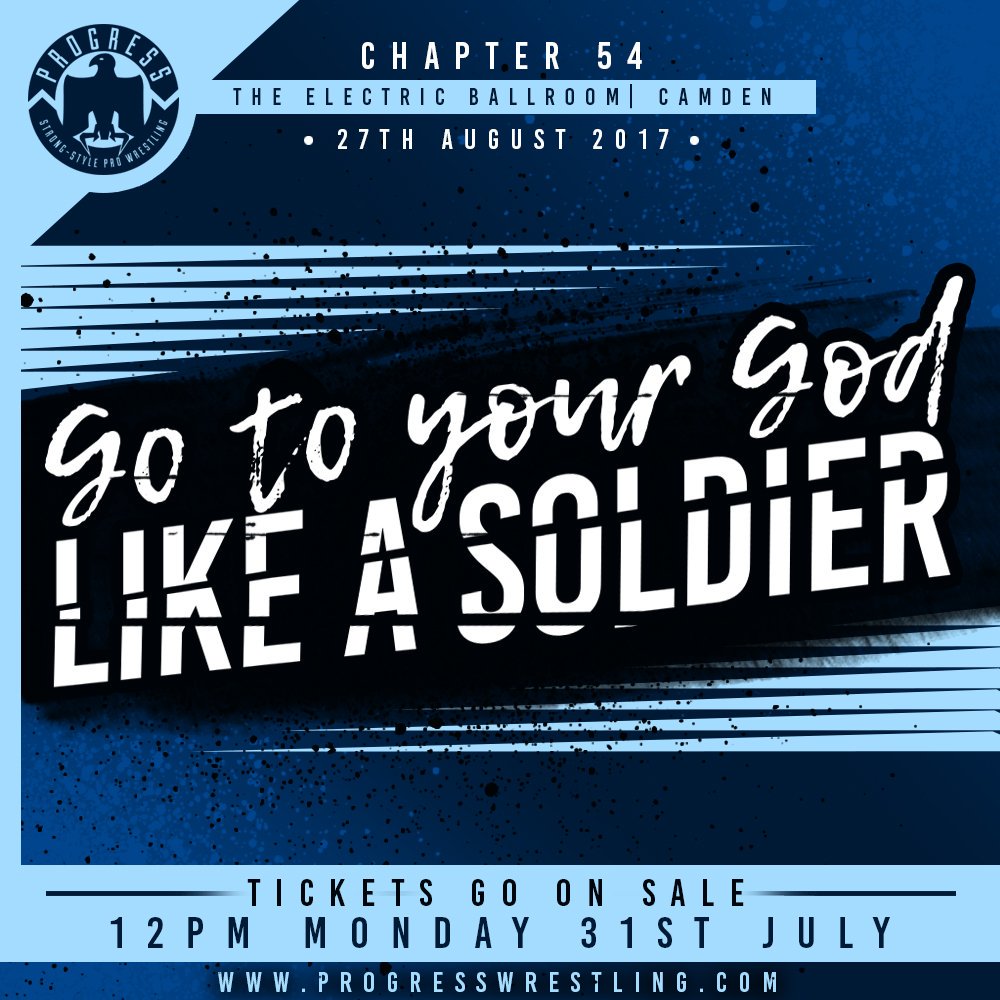 PROGRESS
STRONG-STYLE PRO WRESTLING
CHAPTER 54
THE ELECTRIC BALLROOM| CAMDEN
• 27TH AUGUST 2017 •
Go to your God
LIKE A SOLDIER
TICKETS GO ON SALE
12PM MONDAY 31ST JULY
WWW.PROGRESSWRESTLING.COM